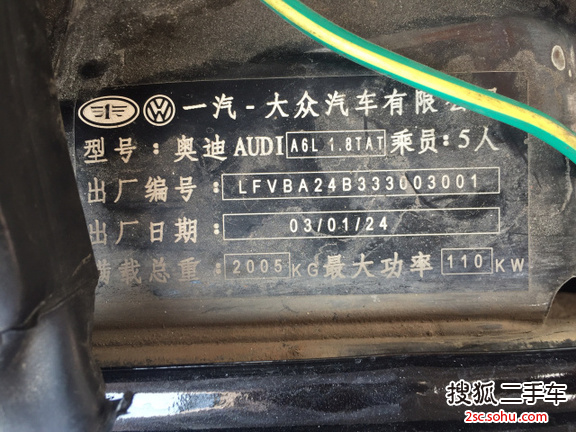 一汽-大众汽车有限公司
型号:奥迪AUDI A6L 1.8TAT 乘员:5人
出厂编号: LFVBA24B333003001
出厂日期: 03/01/24
满载总重: 2005 KG 最大功率 110 KW
搜狐二手车
2sc.sohu.com